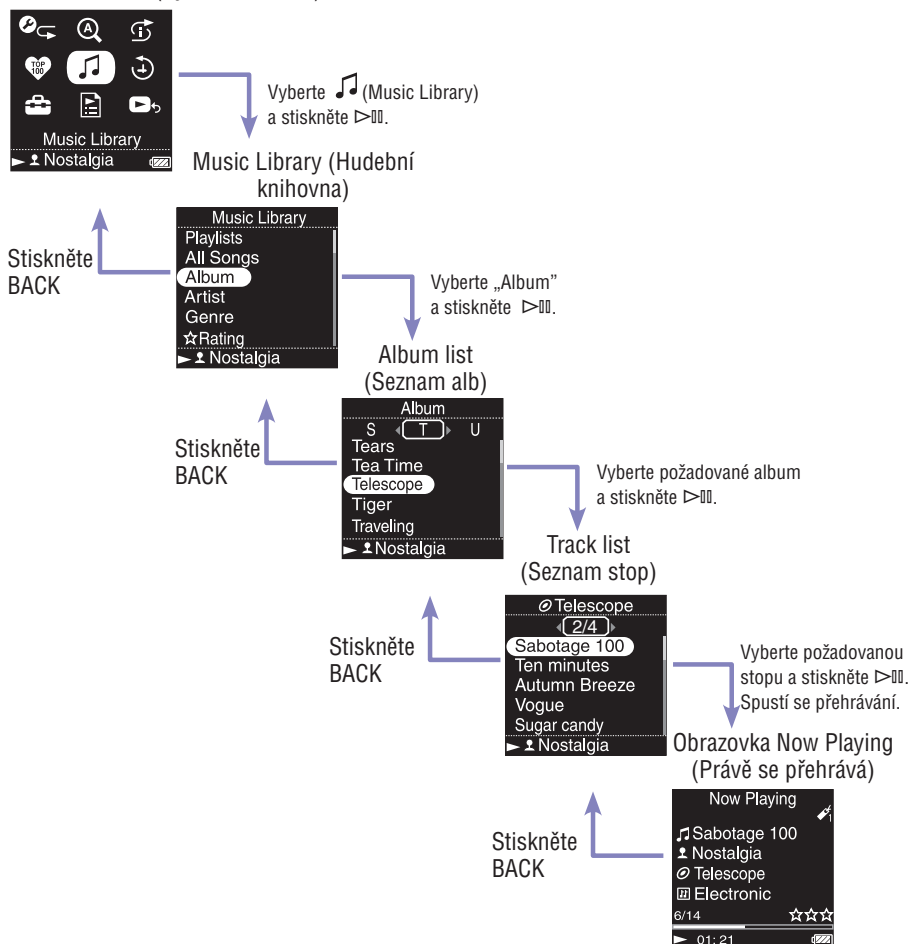 TOP
100
Music Library
Nostalgia
Vyberte (Music Library)
a stiskněte
Music Library (Hudební
knihovna)
Stiskněte
BACK
Music Library
Playlists
All Songs
Album
Artist
Genre
Rating
Nostalgia
Vyberte „Album”
a stiskněte
Album list
(Seznam alb)
Stiskněte
BACK
Album
S T U
Tears
Tea Time
Telescope
Tiger
Traveling
Nostalgia
Vyberte požadované album
a stiskněte
Track list
(Seznam stop)
Stiskněte
BACK
Telescope
2/4
Sabotage 100
Ten minutes
Autumn Breeze
Vogue
Sugar candy
Nostalgia
Vyberte požadovanou
stopu a stiskněte
Spustí se přehrávání.
Obrazovka Now Playing
(Právě se přehrává)
Stiskněte
BACK
Now Playing
1
Sabotage 100
Nostalgia
Telescope
Electronic
6/14
01:21